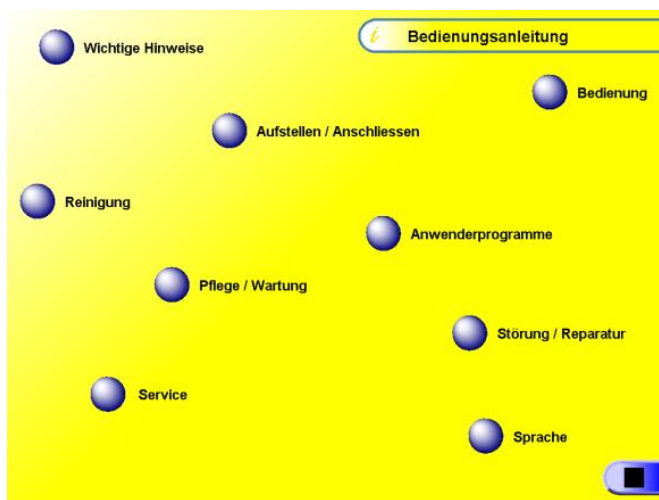 i Bedienungsanleitung
Wichtige Hinweise
Bedienung
Aufstellen / Anschliessen
Reinigung
Anwenderprogramme
Pflege / Wartung
Störung / Reparatur
Service
Sprache